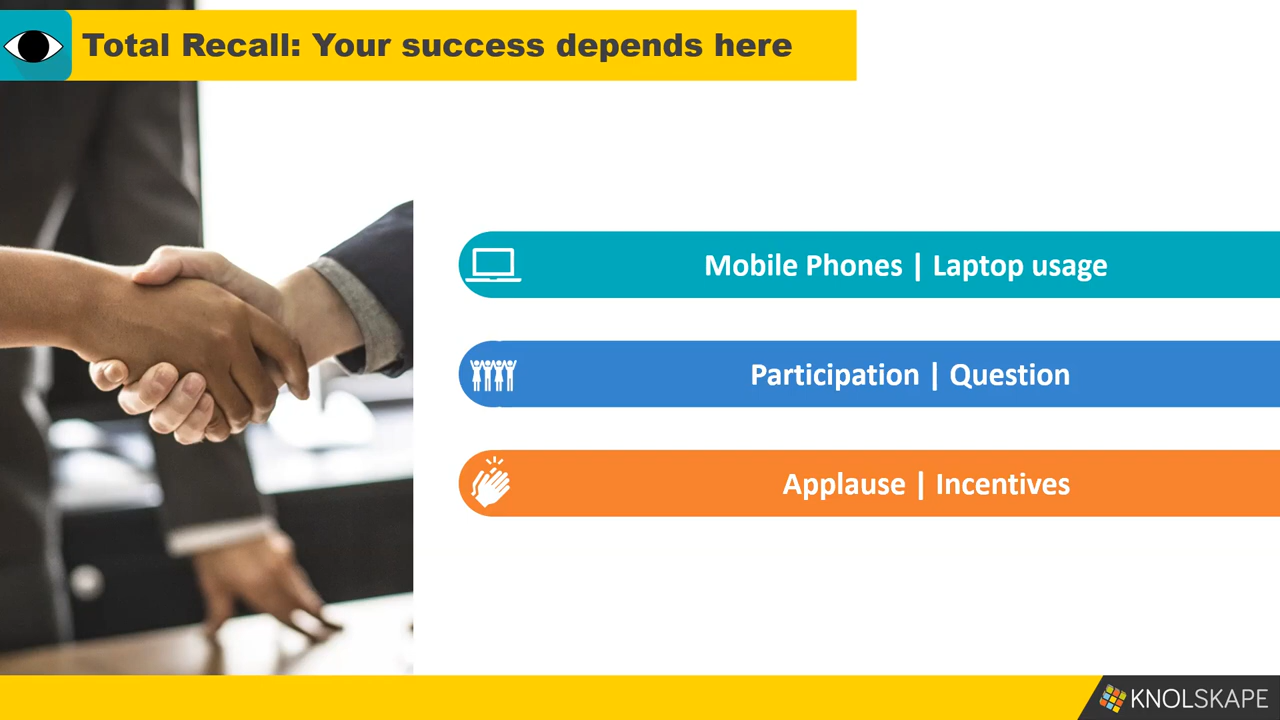 Total Recall: Your success depends here
Mobile Phones | Laptop usage
Participation | Question
Applause | Incentives
KNOLSKAPE